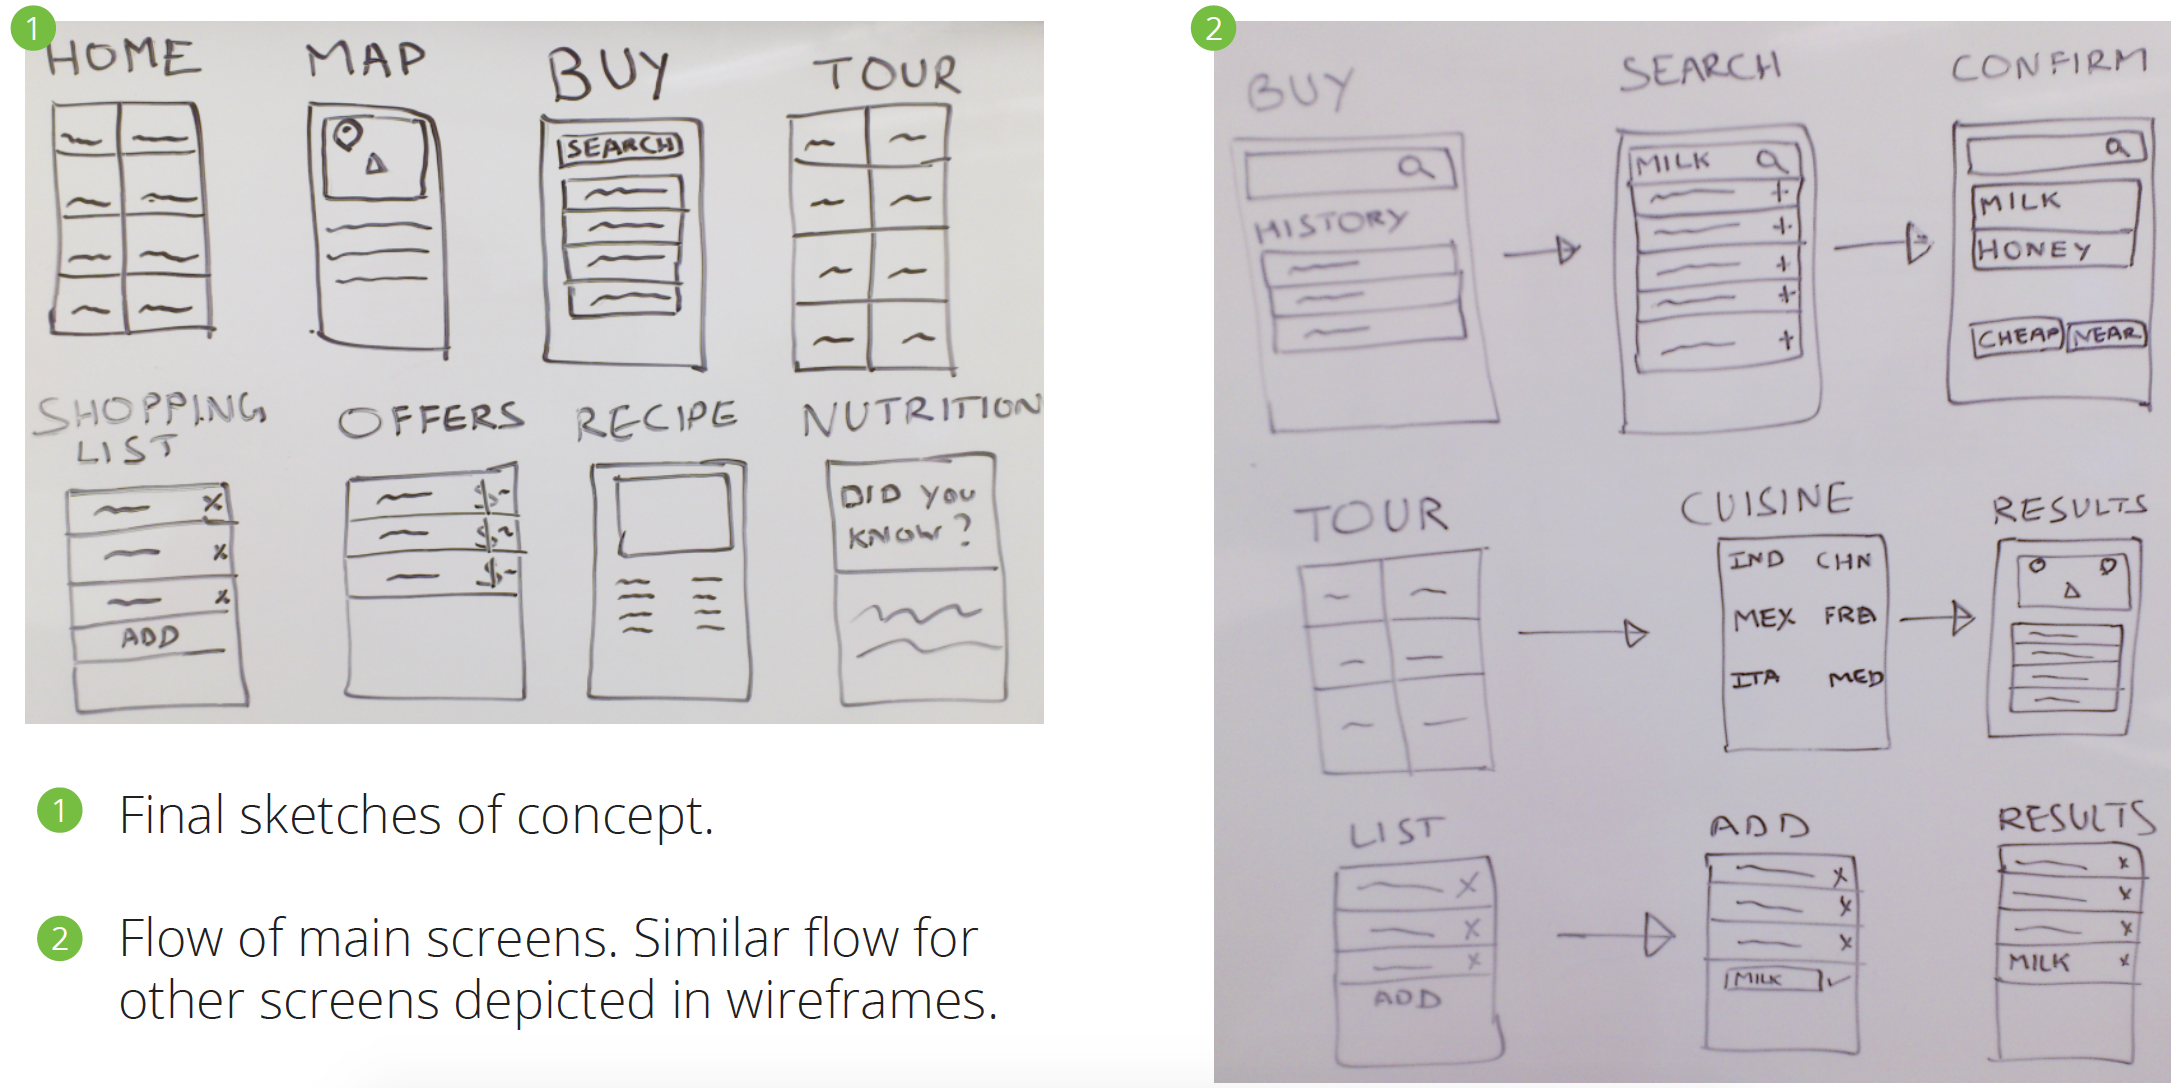 1
HOME MAP BUY TOUR
SEARCH
SHOPPING
LIST
OFFERS RECIPE NUTRITION
X
X
X
ADD
$-
$~
$-
DID YOU
KNOW?
1 Final sketches of concept.
2 Flow of main screens. Similar flow for
other screens depicted in wireframes.
2
BUY SEARCH CONFIRM
HISTORY
MILK
+
+
+
+
+
MILK
HONEY
CHEAP NEAR
TOUR CUISINE RESULTS
IND CHN
MEX FRA
ITA MED
LIST ADD RESULTS
X
X
X
ADD
X
X
X
MILK ✓
X
X
X
MILK X